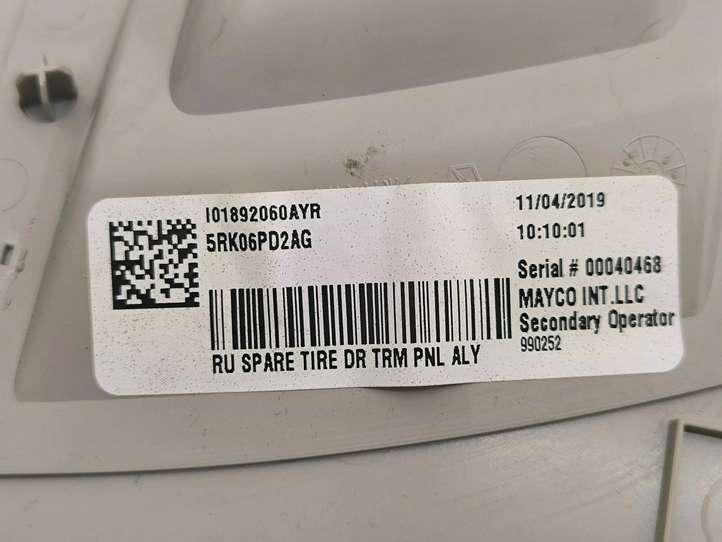 I01892060AYR
5RK06PD2AG
RU SPARE TIRE DR TRM PNL ALY
11/04/2019
10:10:01
Serial # 00040468
MAYCO INT.LLC
Secondary Operator
990252